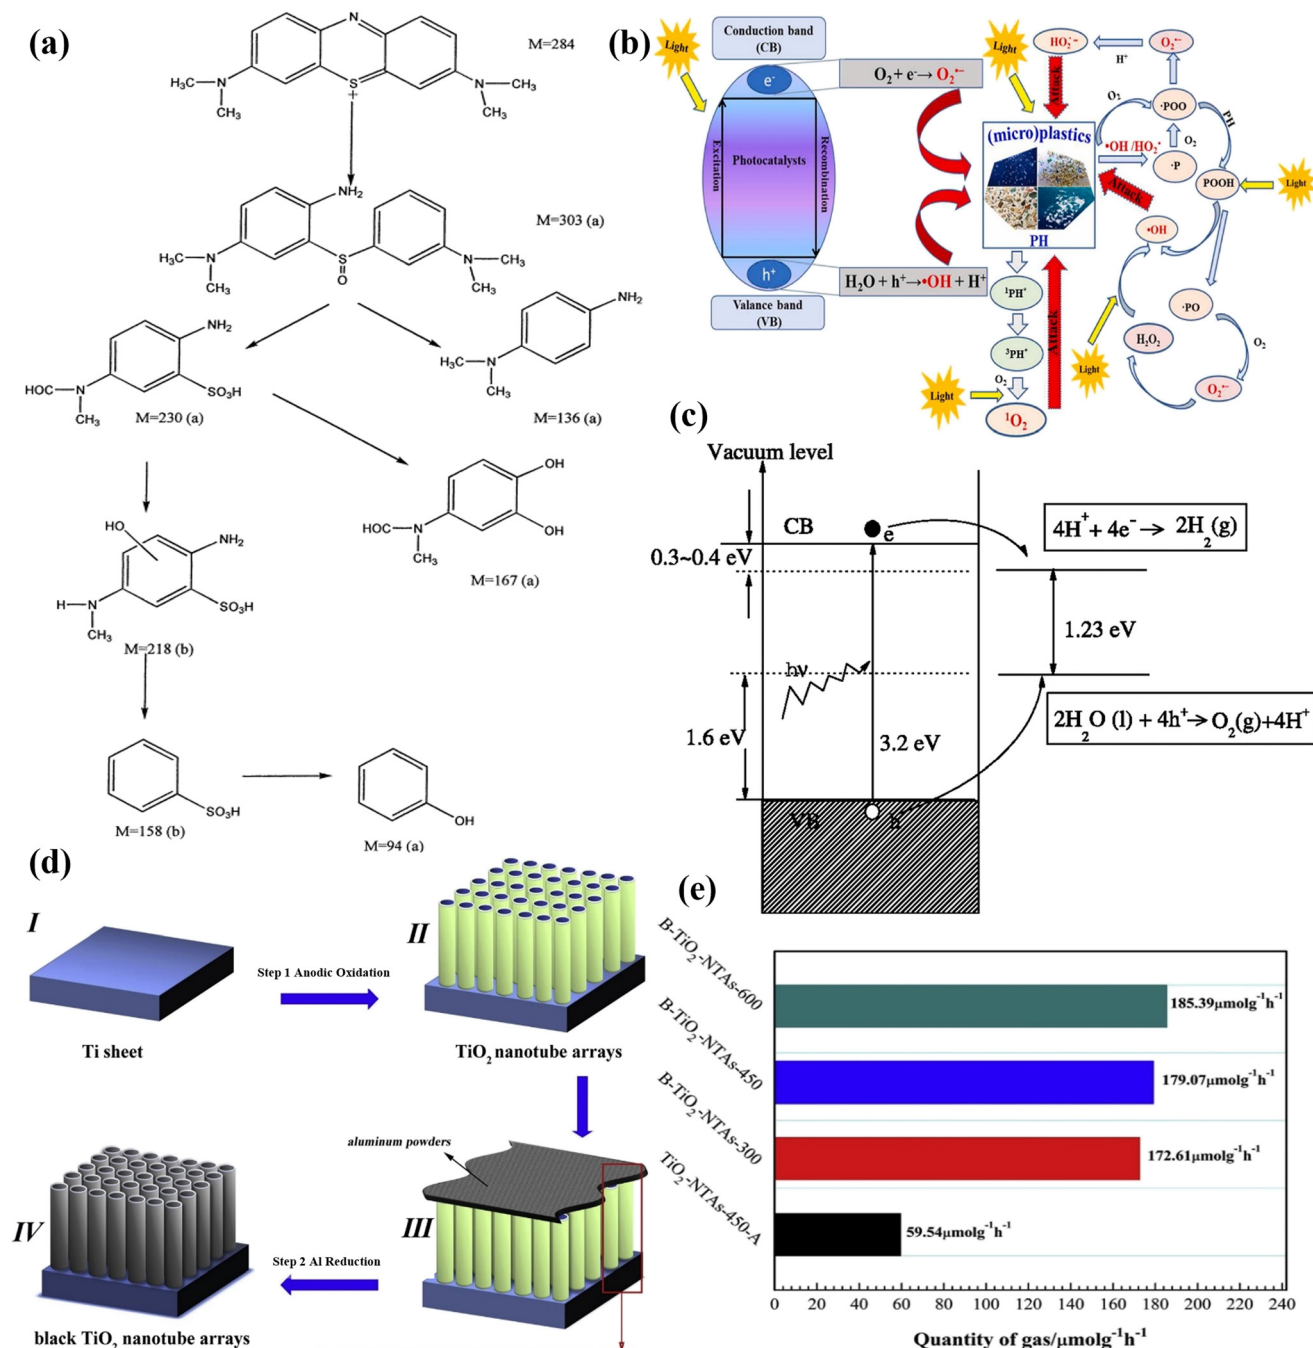 (a)
N
M=284
H₃C
N
CH₃
S
+
N
CH₃
CH₃
NH₂
M=303 (a)
H₃C
N
CH₃
S
O
N
CH₃
CH₃
NH₂
HOC
N
CH₃
SO₃H
M=230 (a)
NH₂
H₃C
N
CH₃
M=136 (a)
OH
OH
HOC
N
CH₃
M=167 (a)
HO
NH₂
H
N
CH₃
SO₃H
M=218 (b)
SO₃H
M=158 (b)
OH
M=94 (a)
(b)
Light
Conduction band
(CB)
e⁻
O₂ + e⁻→ O₂•⁻
Excitation
Photocatalysts
Recombination
h⁺
H₂O + h⁺→•OH + H⁺
Valance band
(VB)
Light
HO₂•⁻
H⁺
O₂•⁻
Attack
(micro)plastics
PH
O₂
·POO
PH
•OH /HO₂•
O₂
·P
POOH
Light
Attack
•OH
¹PH*
³PH*
O₂
Light
¹O₂
Attack
Light
H₂O₂
·PO
O₂
O₂•⁻
(c)
Vacuum level
CB
e
4H⁺ + 4e⁻ → 2H₂(g)
0.3~0.4 eV
1.23 eV
hν
1.6 eV
3.2 eV
2H₂O (l) + 4h⁺→O₂(g)+4H⁺
VB
h
(d)
I
Ti sheet
Step 1 Anodic Oxidation
II
TiO₂ nanotube arrays
aluminum powders
III
Step 2 Al Reduction
IV
black TiO₂ nanotube arrays
(e)
B-TiO₂-NTAs-600
185.39μmolg⁻¹h⁻¹
B-TiO₂-NTAs-450
179.07μmolg⁻¹h⁻¹
B-TiO₂-NTAs-300
172.61μmolg⁻¹h⁻¹
TiO₂-NTAs-450-A
59.54μmolg⁻¹h⁻¹
0 20 40 60 80 100 120 140 160 180 200 220 240
Quantity of gas/μmolg⁻¹h⁻¹